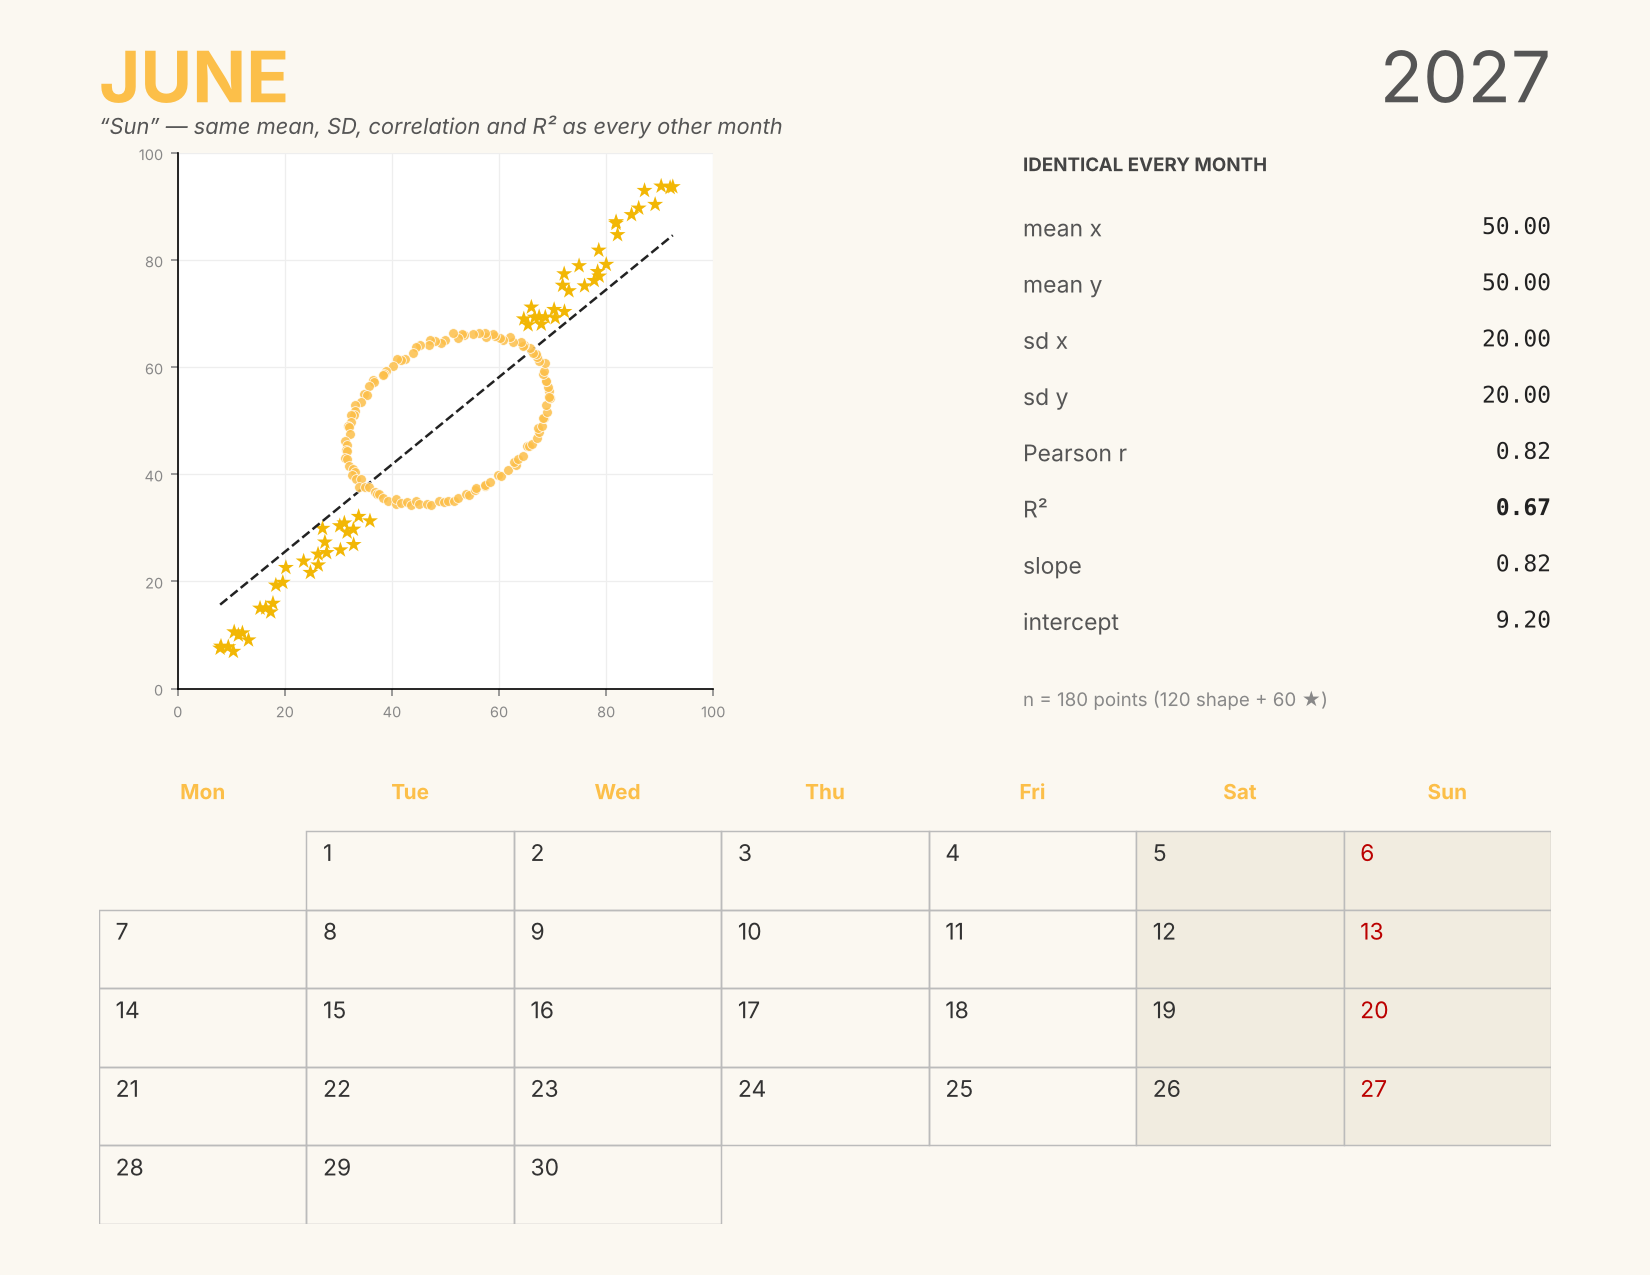 JUNE 2027
“Sun” — same mean, SD, correlation and R² as every other month
100
80
60
40
20
0
0 20 40 60 80 100
IDENTICAL EVERY MONTH
mean x 50.00
mean y 50.00
sd x 20.00
sd y 20.00
Pearson r 0.82
R² 0.67
slope 0.82
intercept 9.20
n = 180 points (120 shape + 60 ★)
Mon Tue Wed Thu Fri Sat Sun
1 2 3 4 5 6
7 8 9 10 11 12 13
14 15 16 17 18 19 20
21 22 23 24 25 26 27
28 29 30